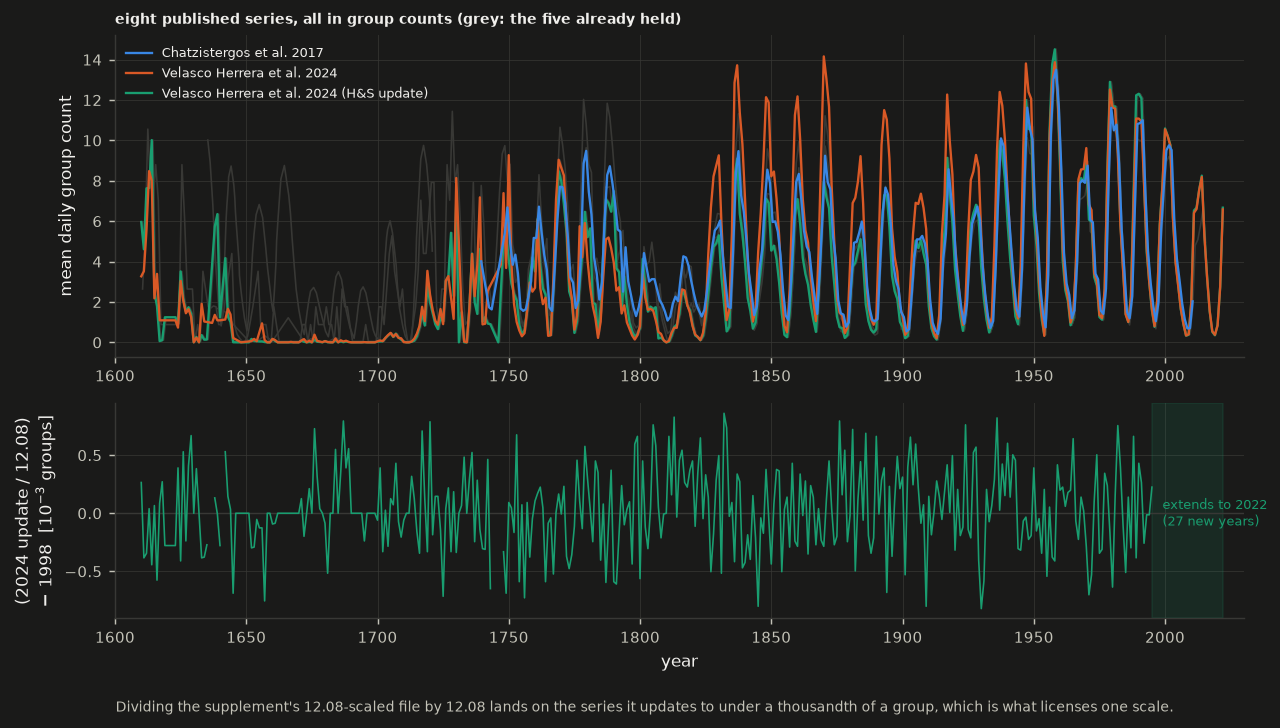 eight published series, all in group counts (grey: the five already held)
Chatzistergos et al. 2017
Velasco Herrera et al. 2024
Velasco Herrera et al. 2024 (H&S update)
mean daily group count
14
12
10
8
6
4
2
0
1600 1650 1700 1750 1800 1850 1900 1950 2000
(2024 update / 12.08)
− 1998 [10⁻³ groups]
0.5
0.0
−0.5
extends to 2022
(27 new years)
1600 1650 1700 1750 1800 1850 1900 1950 2000
year
Dividing the supplement's 12.08-scaled file by 12.08 lands on the series it updates to under a thousandth of a group, which is what licenses one scale.